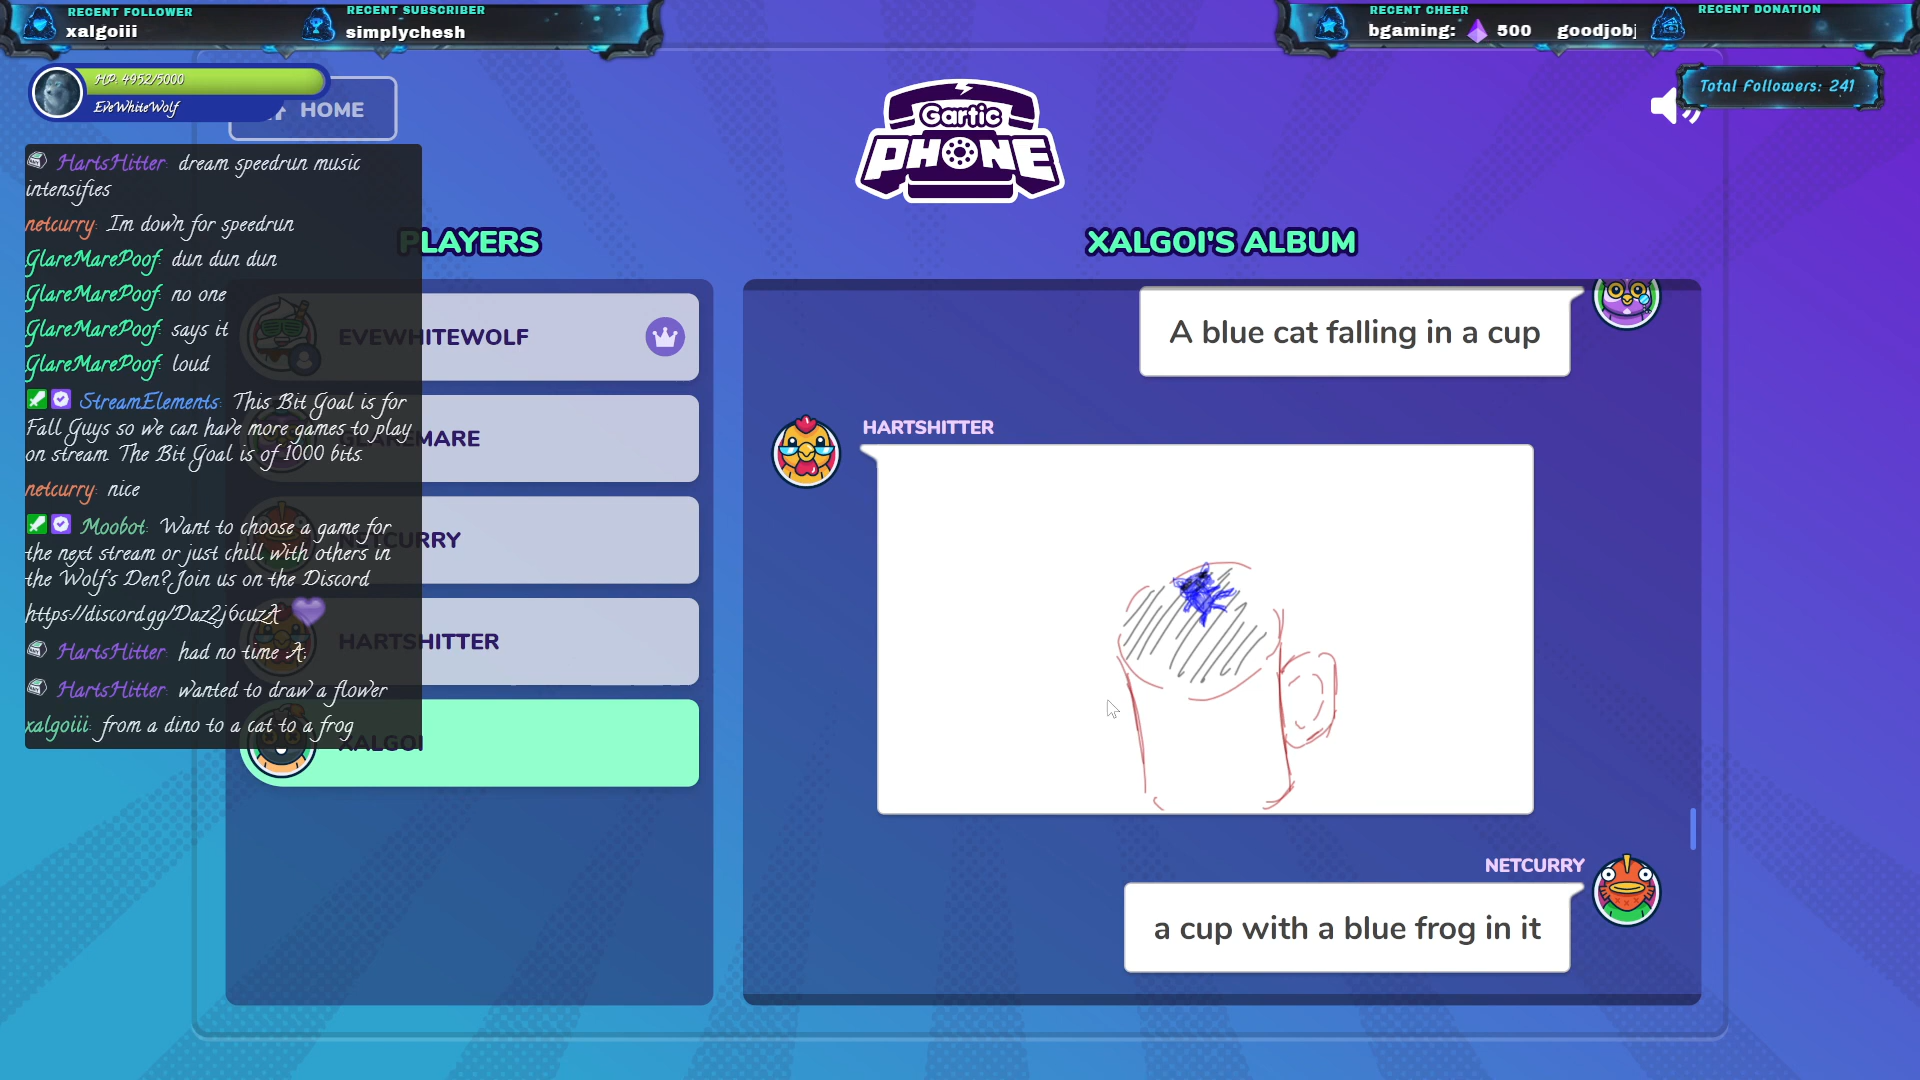 RECENT FOLLOWER
xalgoiii
RECENT SUBSCRIBER
simplychesh
RECENT CHEER
bgaming: 500 goodjobj
RECENT DONATION
Total Followers: 241
HP: 4952/5000
EveWhiteWolf
HOME
Gartic
PHONE
HartsHitter: dream speedrun music
intensifies
netcurry: Im down for speedrun
GlareMarePoof: dun dun dun
GlareMarePoof: no one
GlareMarePoof: says it
GlareMarePoof: loud
StreamElements: This Bit Goal is for
Fall Guys so we can have more games to play
on stream. The Bit Goal is of 1000 bits.
netcurry: nice
Moobot: Want to choose a game for
the next stream or just chill with others in
the Wolf's Den? Join us on the Discord
https://discord.gg/Daz2j6cuzA
HartsHitter: had no time A;
HartsHitter: wanted to draw a flower
xalgoiii: from a dino to a cat to a frog
PLAYERS
EVEWHITEWOLF
GLAREMARE
NETCURRY
HARTSHITTER
XALGOI
XALGOI'S ALBUM
A blue cat falling in a cup
HARTSHITTER
NETCURRY
a cup with a blue frog in it